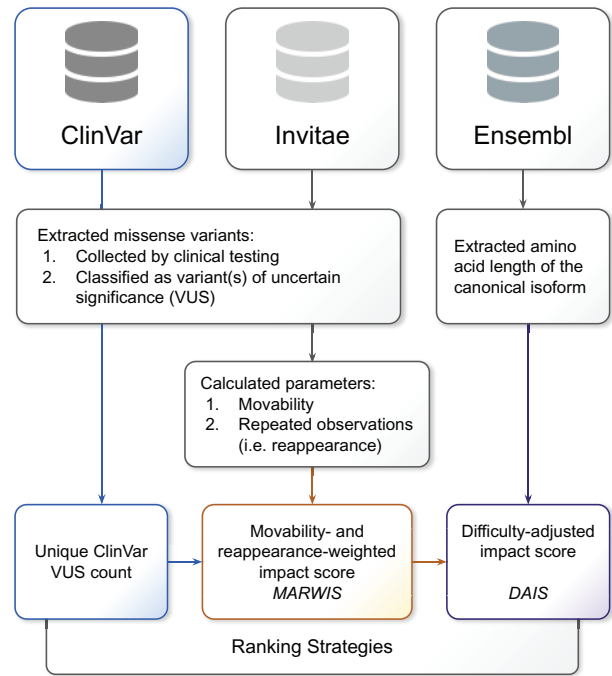 ClinVar
Invitae
Ensembl
Extracted missense variants:
1. Collected by clinical testing
2. Classified as variant(s) of uncertain
significance (VUS)
Extracted amino
acid length of the
canonical isoform
Calculated parameters:
1. Movability
2. Repeated observations
(i.e. reappearance)
Unique ClinVar
VUS count
Movability- and
reappearance-weighted
impact score
MARWIS
Difficulty-adjusted
impact score
DAIS
Ranking Strategies